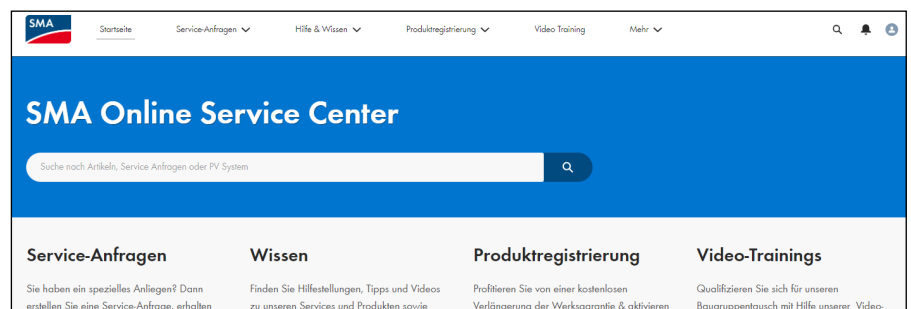 SMA
Startseite
Service-Anfragen
Hilfe & Wissen
Produktregistrierung
Video Training
Mehr
SMA Online Service Center
Suche nach Artikeln, Service Anfragen oder PV System
Service-Anfragen
Sie haben ein spezielles Anliegen? Dann
erstellen Sie eine Service-Anfrage, erhalten
Wissen
Finden Sie Hilfestellungen, Tipps und Videos
zu unseren Services und Produkten sowie
Produktregistrierung
Profitieren Sie von einer kostenlosen
Verlängerung der Werksgarantie & aktivieren
Video-Trainings
Qualifizieren Sie sich für unseren
Baugruppentausch mit Hilfe unserer Video-